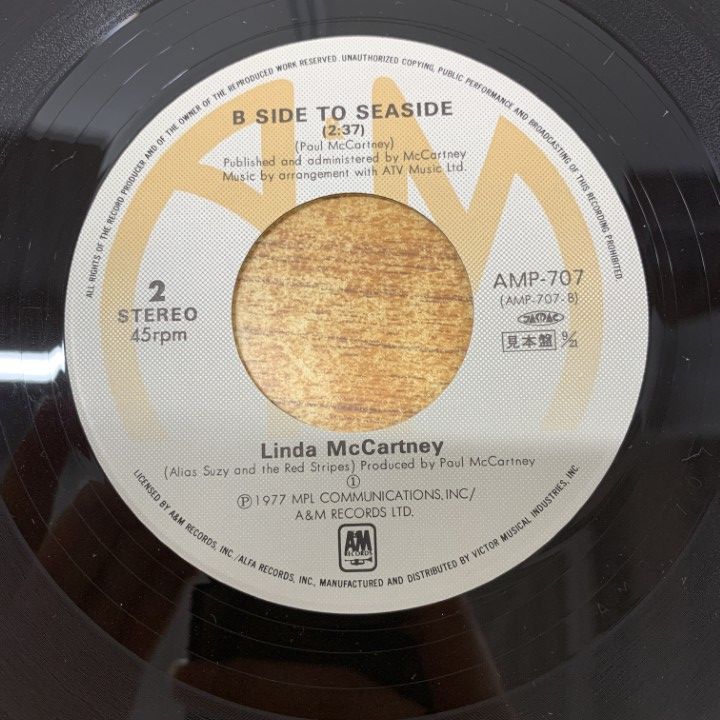 ALL RIGHTS OF THE RECORD PRODUCER AND OF THE OWNER OF THE REPRODUCED WORK RESERVED. UNAUTHORIZED COPYING, PUBLIC PERFORMANCE AND BROADCASTING OF THIS RECORDING PROHIBITED
B SIDE TO SEASIDE
(2:37)
(Paul McCartney)
Published and administered by McCartney
Music by arrangement with ATV Music Ltd.
2
STEREO
45rpm
AMP-707
(AMP-707-B)
JASRAC
見本盤 9/21
Linda McCartney
(Alias Suzy and the Red Stripes) Produced by Paul McCartney
①
Ⓟ1977 MPL COMMUNICATIONS, INC/
A&M RECORDS LTD.
A&M
RECORDS
LICENSED BY A&M RECORDS, INC./ALFA RECORDS, INC., MANUFACTURED AND DISTRIBUTED BY VICTOR MUSICAL INDUSTRIES, INC.